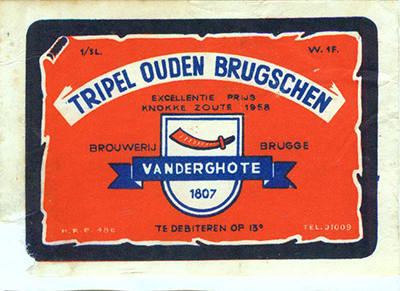 1/3L. W. 1F.
TRIPEL OUDEN BRUGSCHEN
EXCELLENTIE PRIJS
KNOKKE ZOUTE 1958
BROUWERIJ BRUGGE
VANDERGHOTE
1807
H.R.B. 486 TE DEBITEREN OP 13° TEL. 31009